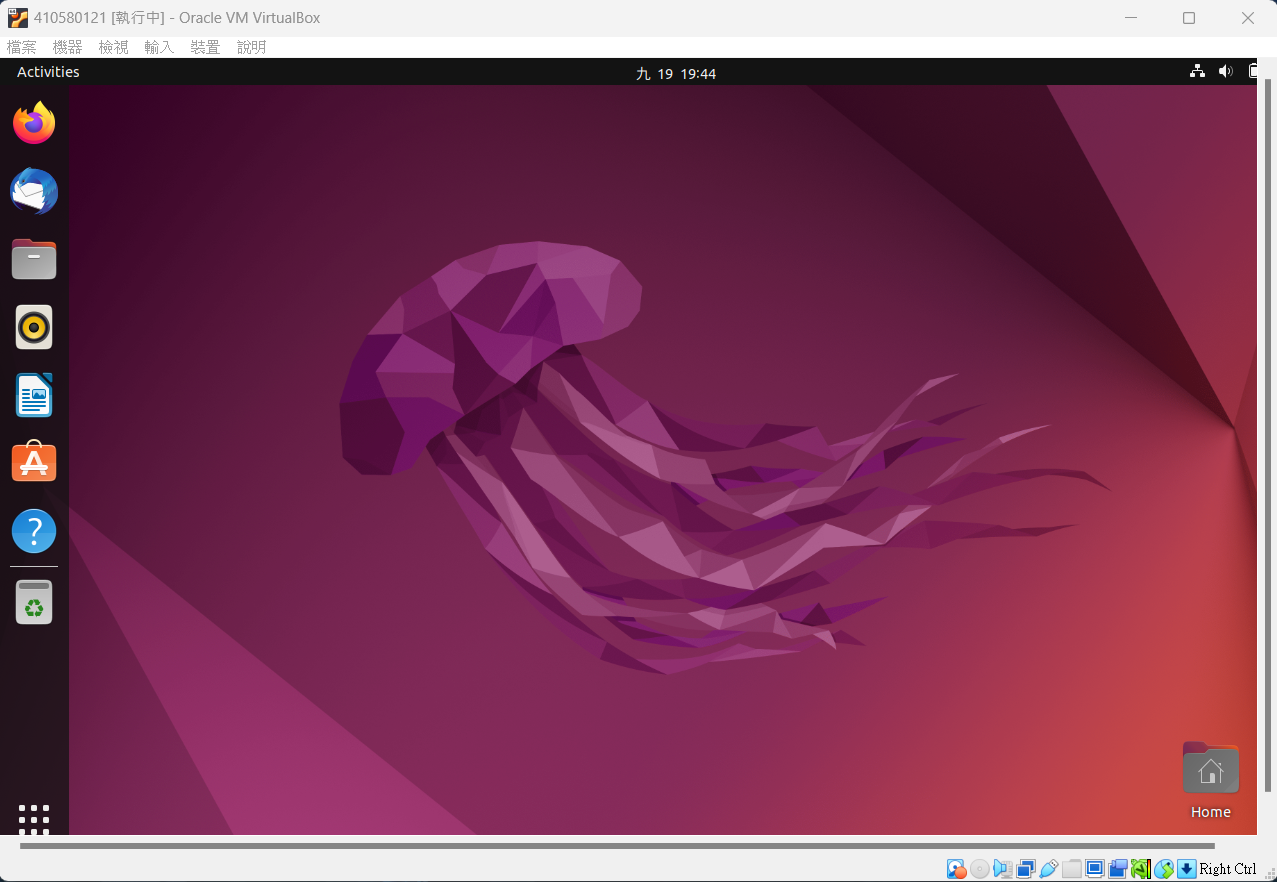 410580121 [執行中] - Oracle VM VirtualBox
檔案 機器 檢視 輸入 裝置 說明
Activities
九 19 19:44
Home
Right Ctrl